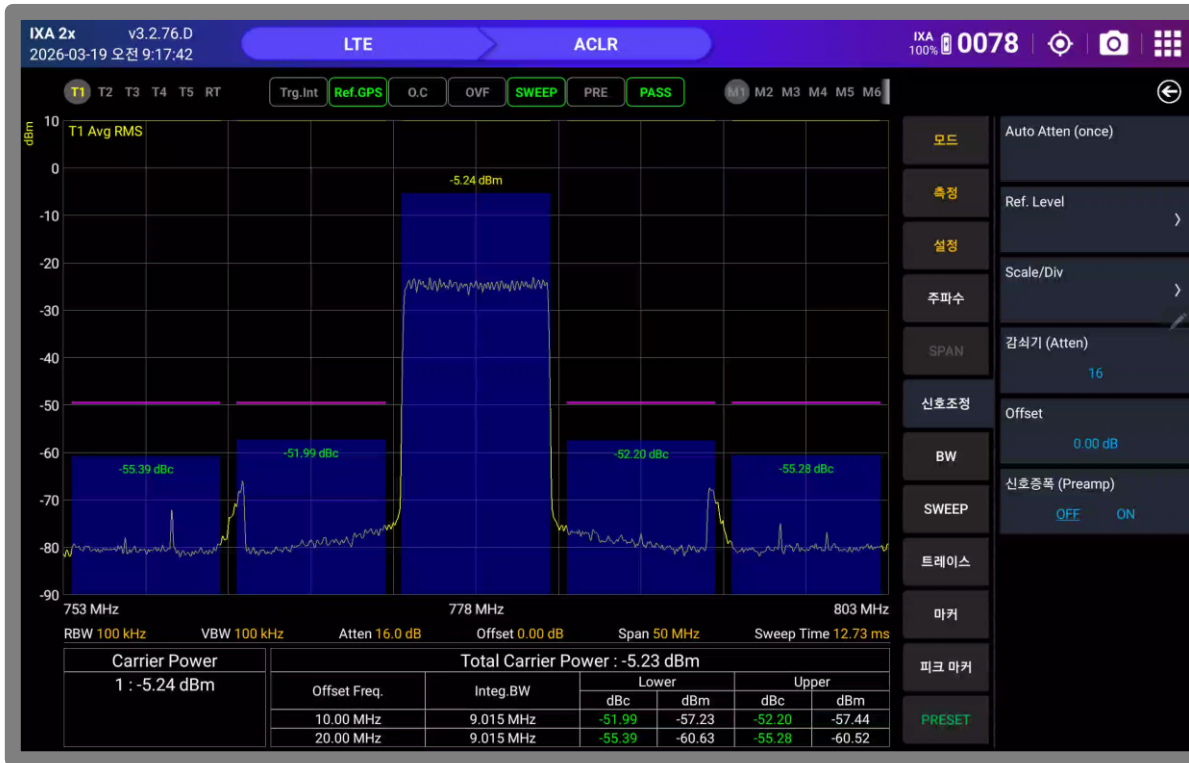 IXA 2x v3.2.76.D
2026-03-19 오전 9:17:42
LTE ACLR
IXA 100% 0078
T1 T2 T3 T4 T5 RT Trg.Int Ref.GPS O.C OVF SWEEP PRE PASS M1 M2 M3 M4 M5 M6
dBm
T1 Avg RMS
10
0
-10
-20
-30
-40
-50
-60
-70
-80
-90
-5.24 dBm
-55.39 dBc
-51.99 dBc
-52.20 dBc
-55.28 dBc
753 MHz 778 MHz 803 MHz
RBW 100 kHz VBW 100 kHz Atten 16.0 dB Offset 0.00 dB Span 50 MHz Sweep Time 12.73 ms
Carrier Power
1 : -5.24 dBm
Total Carrier Power : -5.23 dBm
Offset Freq. Integ.BW Lower Upper
dBc dBm dBc dBm
10.00 MHz 9.015 MHz -51.99 -57.23 -52.20 -57.44
20.00 MHz 9.015 MHz -55.39 -60.63 -55.28 -60.52
모드
측정
설정
주파수
SPAN
신호조정
BW
SWEEP
트레이스
마커
피크 마커
PRESET
Auto Atten (once)
Ref. Level
Scale/Div
감쇠기 (Atten)
16
Offset
0.00 dB
신호증폭 (Preamp)
OFF ON